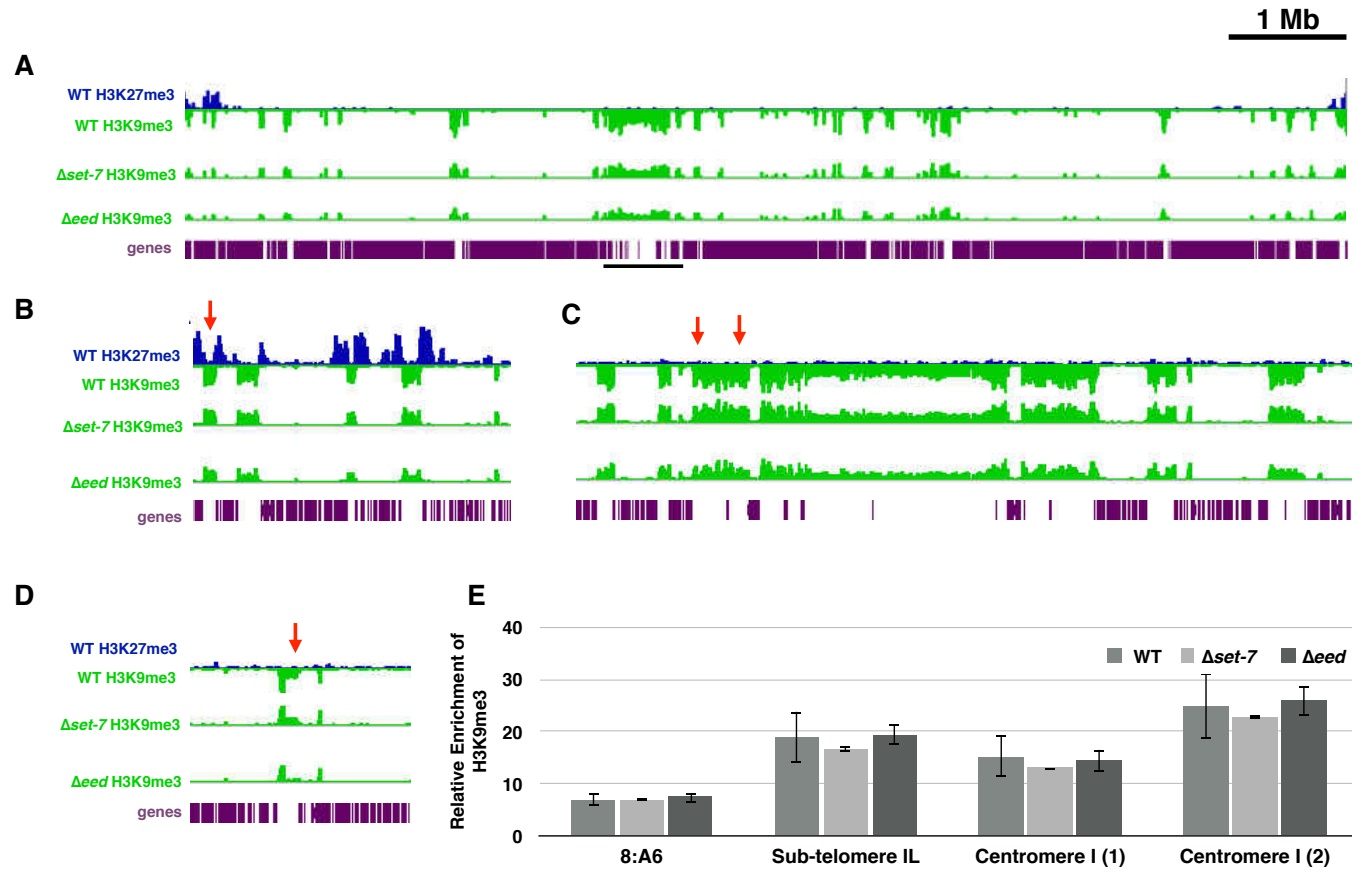 1 Mb
A
WT H3K27me3
WT H3K9me3
Δset-7 H3K9me3
Δeed H3K9me3
genes
B
WT H3K27me3
WT H3K9me3
Δset-7 H3K9me3
Δeed H3K9me3
genes
C
D
WT H3K27me3
WT H3K9me3
Δset-7 H3K9me3
Δeed H3K9me3
genes
E
Relative Enrichment of
H3K9me3
40
30
20
10
0
WT Δset-7 Δeed
8:A6 Sub-telomere IL Centromere I (1) Centromere I (2)